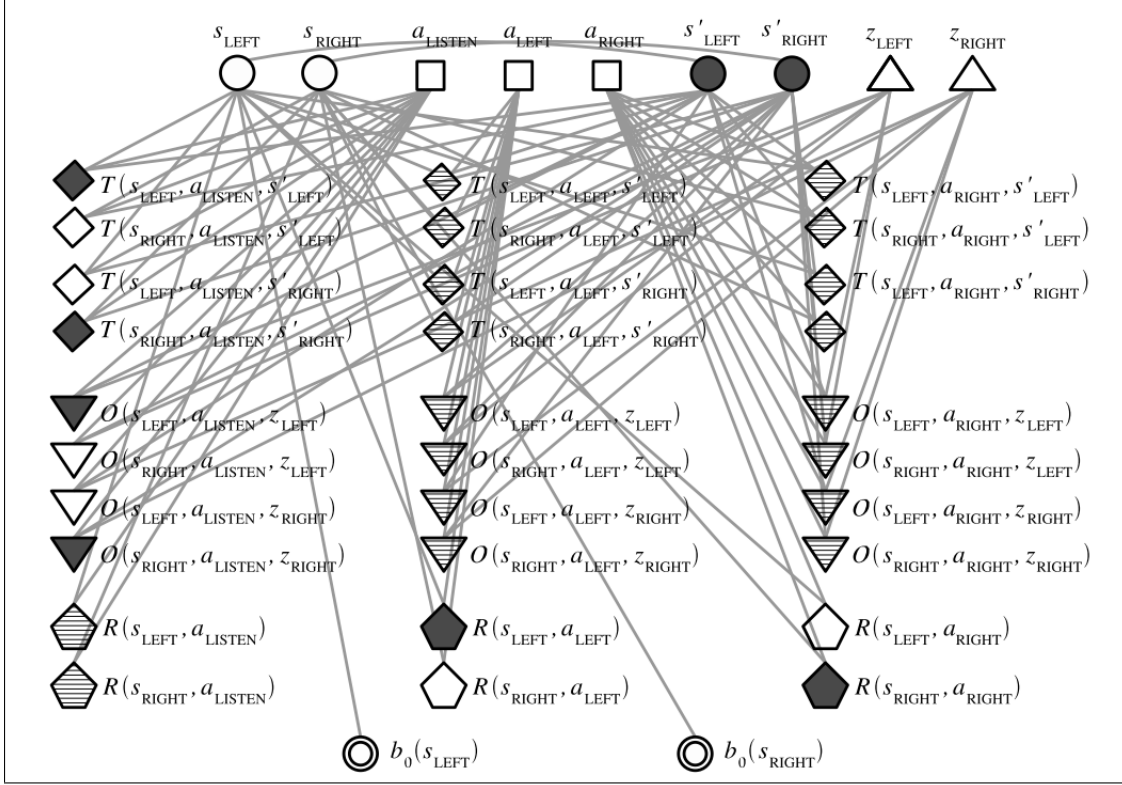 s_LEFT s_RIGHT a_LISTEN a_LEFT a_RIGHT s'_LEFT s'_RIGHT z_LEFT z_RIGHT
T(s_LEFT, a_LISTEN, s'_LEFT) T(s_LEFT, a_LEFT, s'_LEFT) T(s_LEFT, a_RIGHT, s'_LEFT)
T(s_RIGHT, a_LISTEN, s'_LEFT) T(s_RIGHT, a_LEFT, s'_LEFT) T(s_RIGHT, a_RIGHT, s'_LEFT)
T(s_LEFT, a_LISTEN, s'_RIGHT) T(s_LEFT, a_LEFT, s'_RIGHT) T(s_LEFT, a_RIGHT, s'_RIGHT)
T(s_RIGHT, a_LISTEN, s'_RIGHT) T(s_RIGHT, a_LEFT, s'_RIGHT)
O(s_LEFT, a_LISTEN, z_LEFT) O(s_LEFT, a_LEFT, z_LEFT) O(s_LEFT, a_RIGHT, z_LEFT)
O(s_RIGHT, a_LISTEN, z_LEFT) O(s_RIGHT, a_LEFT, z_LEFT) O(s_RIGHT, a_RIGHT, z_LEFT)
O(s_LEFT, a_LISTEN, z_RIGHT) O(s_LEFT, a_LEFT, z_RIGHT) O(s_LEFT, a_RIGHT, z_RIGHT)
O(s_RIGHT, a_LISTEN, z_RIGHT) O(s_RIGHT, a_LEFT, z_RIGHT) O(s_RIGHT, a_RIGHT, z_RIGHT)
R(s_LEFT, a_LISTEN) R(s_LEFT, a_LEFT) R(s_LEFT, a_RIGHT)
R(s_RIGHT, a_LISTEN) R(s_RIGHT, a_LEFT) R(s_RIGHT, a_RIGHT)
b_0(s_LEFT) b_0(s_RIGHT)